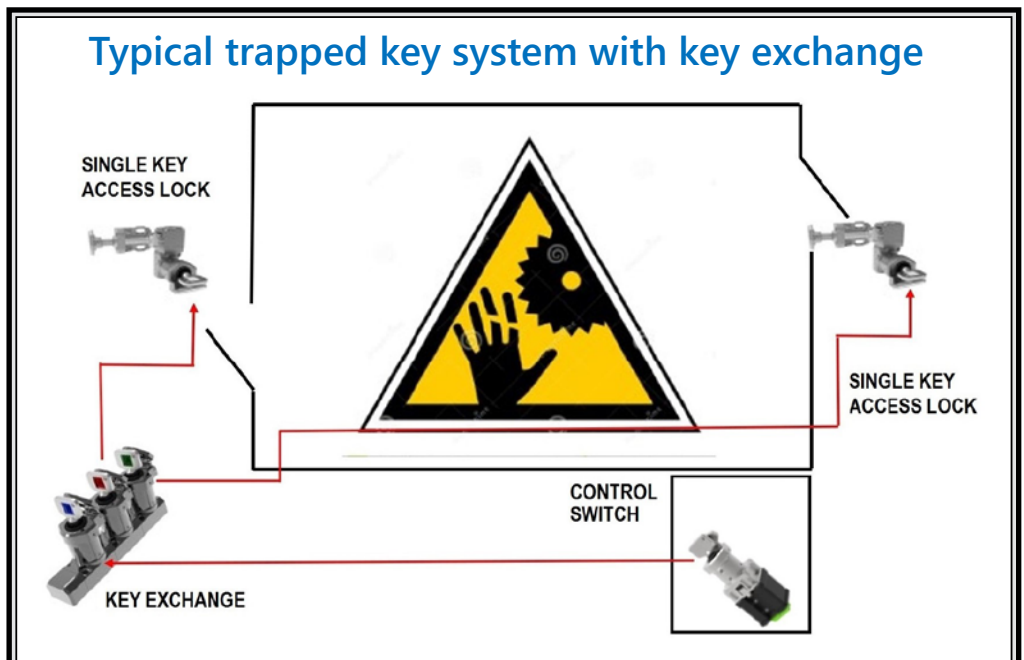 Typical trapped key system with key exchange
SINGLE KEY
ACCESS LOCK
SINGLE KEY
ACCESS LOCK
CONTROL
SWITCH
KEY EXCHANGE